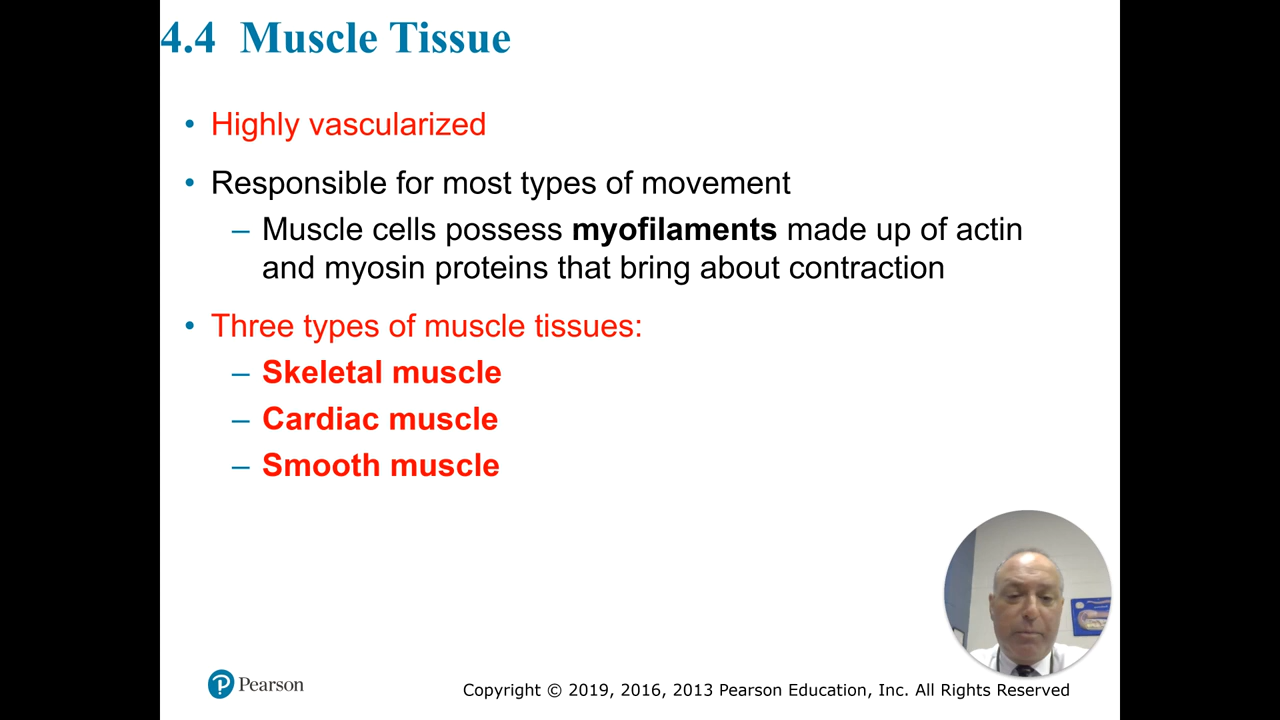 4.4 Muscle Tissue
• Highly vascularized
• Responsible for most types of movement
– Muscle cells possess myofilaments made up of actin
and myosin proteins that bring about contraction
• Three types of muscle tissues:
– Skeletal muscle
– Cardiac muscle
– Smooth muscle
Pearson
Copyright © 2019, 2016, 2013 Pearson Education, Inc. All Rights Reserved